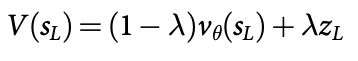 V(s_L) = (1 − λ)v_θ(s_L) + λz_L